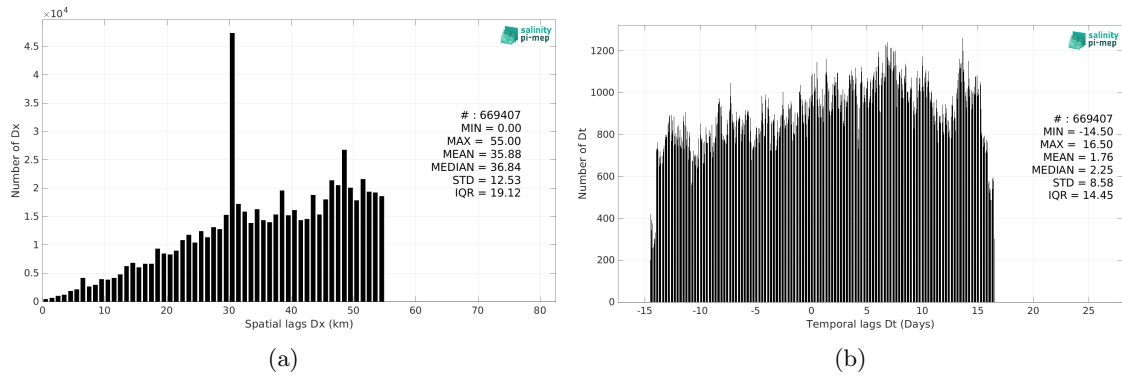 ×10⁴
4.5
4
3.5
3
2.5
2
1.5
1
0.5
0
Number of Dx
0 10 20 30 40 50 60 70 80
Spatial lags Dx (km)
salinity
pi-mep
# : 669407
MIN = 0.00
MAX = 55.00
MEAN = 35.88
MEDIAN = 36.84
STD = 12.53
IQR = 19.12
(a)
1200
1000
800
600
400
200
0
Number of Dt
-15 -10 -5 0 5 10 15 20 25
Temporal lags Dt (Days)
salinity
pi-mep
# : 669407
MIN = -14.50
MAX = 16.50
MEAN = 1.76
MEDIAN = 2.25
STD = 8.58
IQR = 14.45
(b)